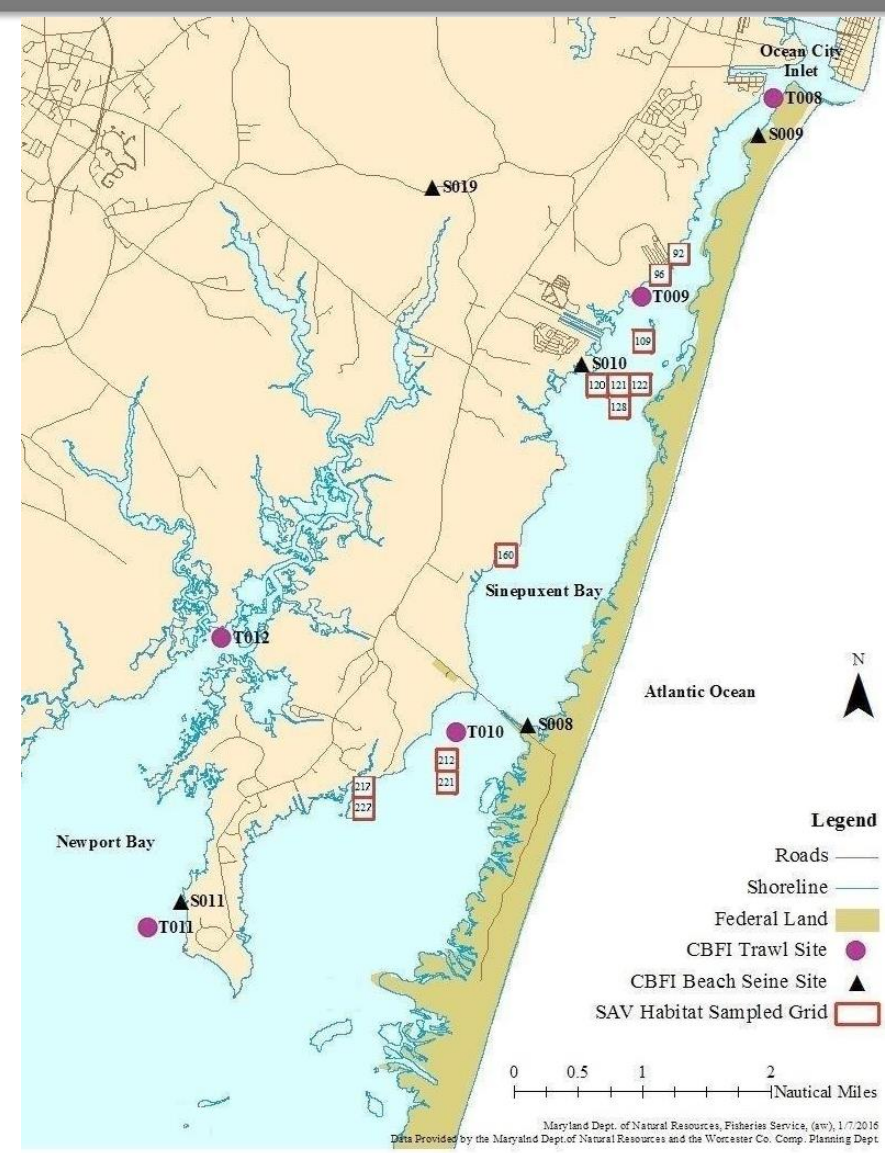 Ocean City
Inlet
T008
S009
S019
92
96
T009
109
S010
120 121 122
128
160
Sinepuxent Bay
T012
N
Atlantic Ocean
S008
T010
212
221
217
227
Newport Bay
S011
T011
Legend
Roads
Shoreline
Federal Land
CBFI Trawl Site
CBFI Beach Seine Site
SAV Habitat Sampled Grid
0 0.5 1 2
Nautical Miles
Maryland Dept. of Natural Resources, Fisheries Service, (aw), 1/7/2016
Data Provided by the Maryalnd Dept.of Natural Resources and the Worcester Co. Comp. Planning Dept.